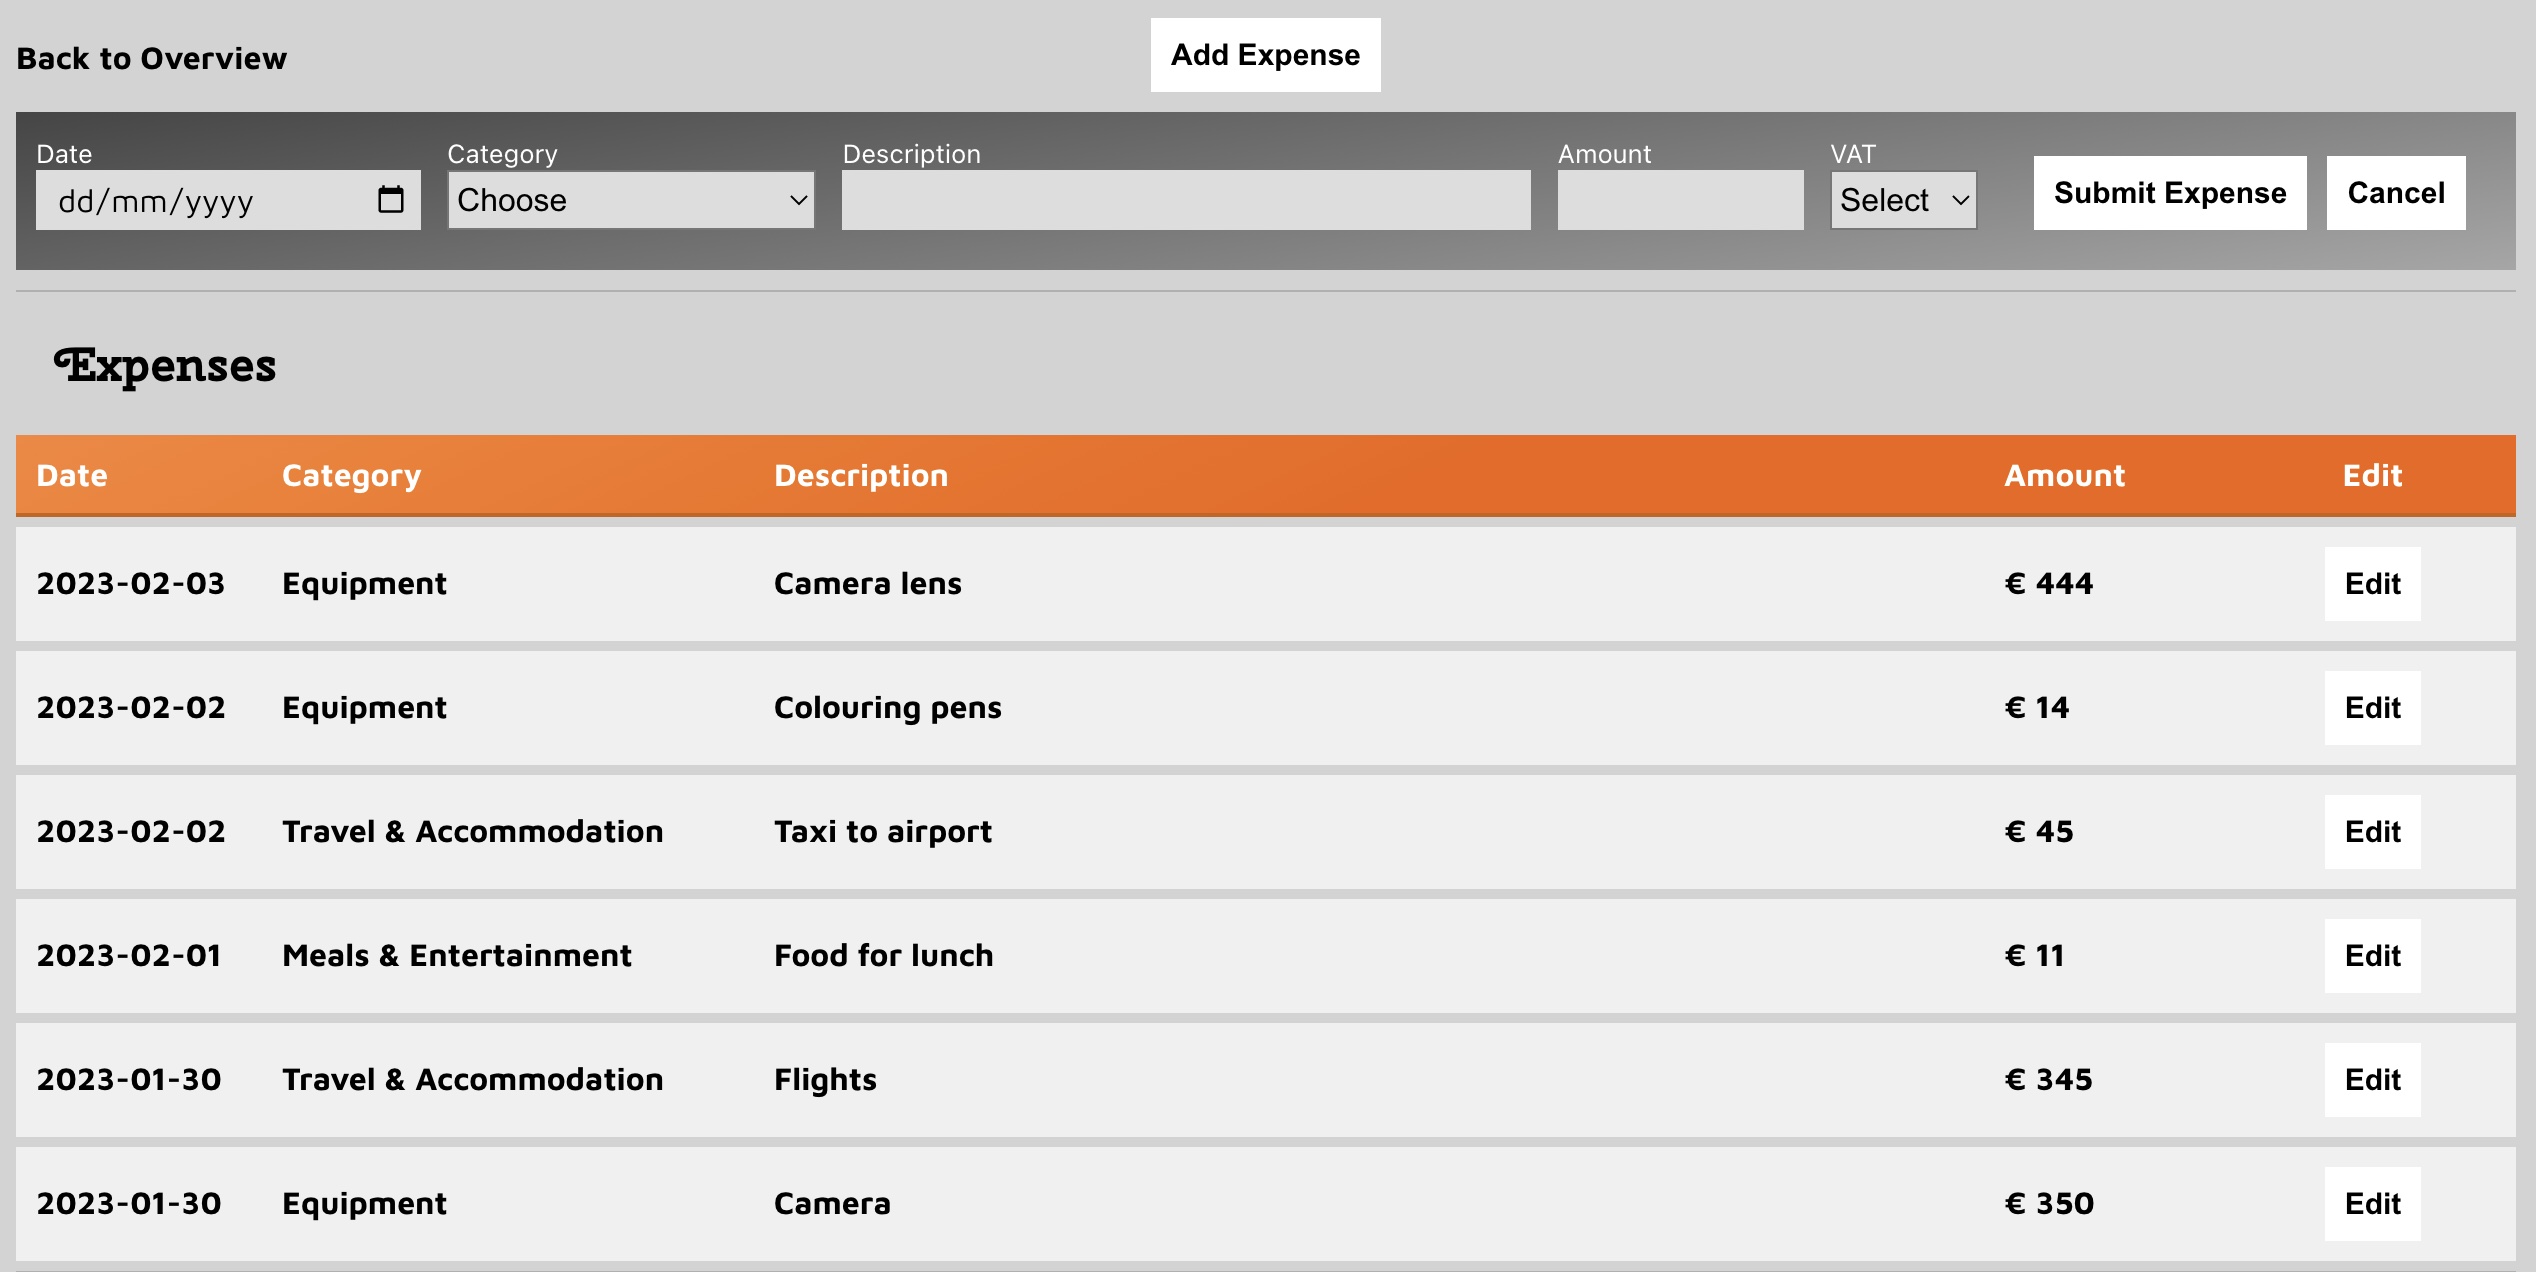 Back to Overview
Add Expense
Date Category Description Amount VAT
dd/mm/yyyy Choose Select Submit Expense Cancel
Expenses
Date Category Description Amount Edit
2023-02-03 Equipment Camera lens € 444 Edit
2023-02-02 Equipment Colouring pens € 14 Edit
2023-02-02 Travel & Accommodation Taxi to airport € 45 Edit
2023-02-01 Meals & Entertainment Food for lunch € 11 Edit
2023-01-30 Travel & Accommodation Flights € 345 Edit
2023-01-30 Equipment Camera € 350 Edit